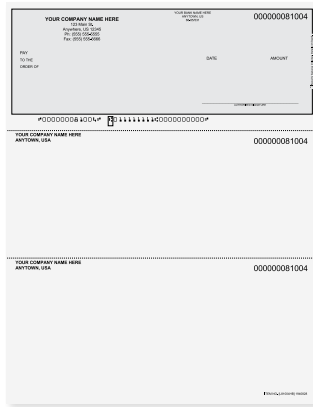 YOUR COMPANY NAME HERE
123 Main St.
Anywhere, US 12345
Ph: (555) 555-5555
Fax: (555) 555-6666
YOUR BANK NAME HERE
ANYTOWN, US
000000081004
PAY
TO THE
ORDER OF
DATE
AMOUNT
YOUR COMPANY NAME HERE
ANYTOWN, USA
000000081004
YOUR COMPANY NAME HERE
ANYTOWN, USA
000000081004